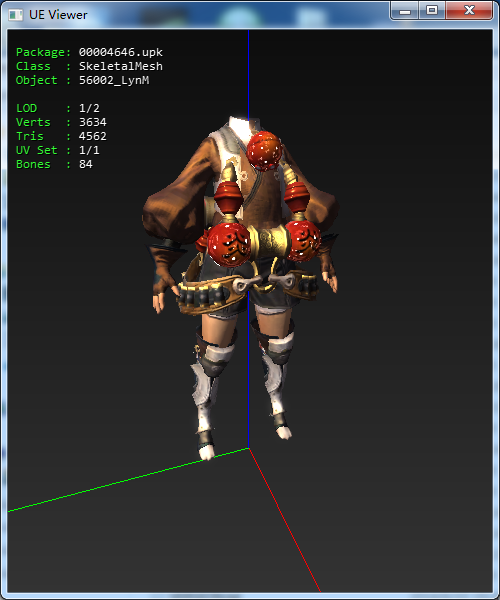 UE Viewer
Package: 00004646.upk
Class : SkeletalMesh
Object : 56002_LynM
LOD : 1/2
Verts : 3634
Tris : 4562
UV Set : 1/1
Bones : 84